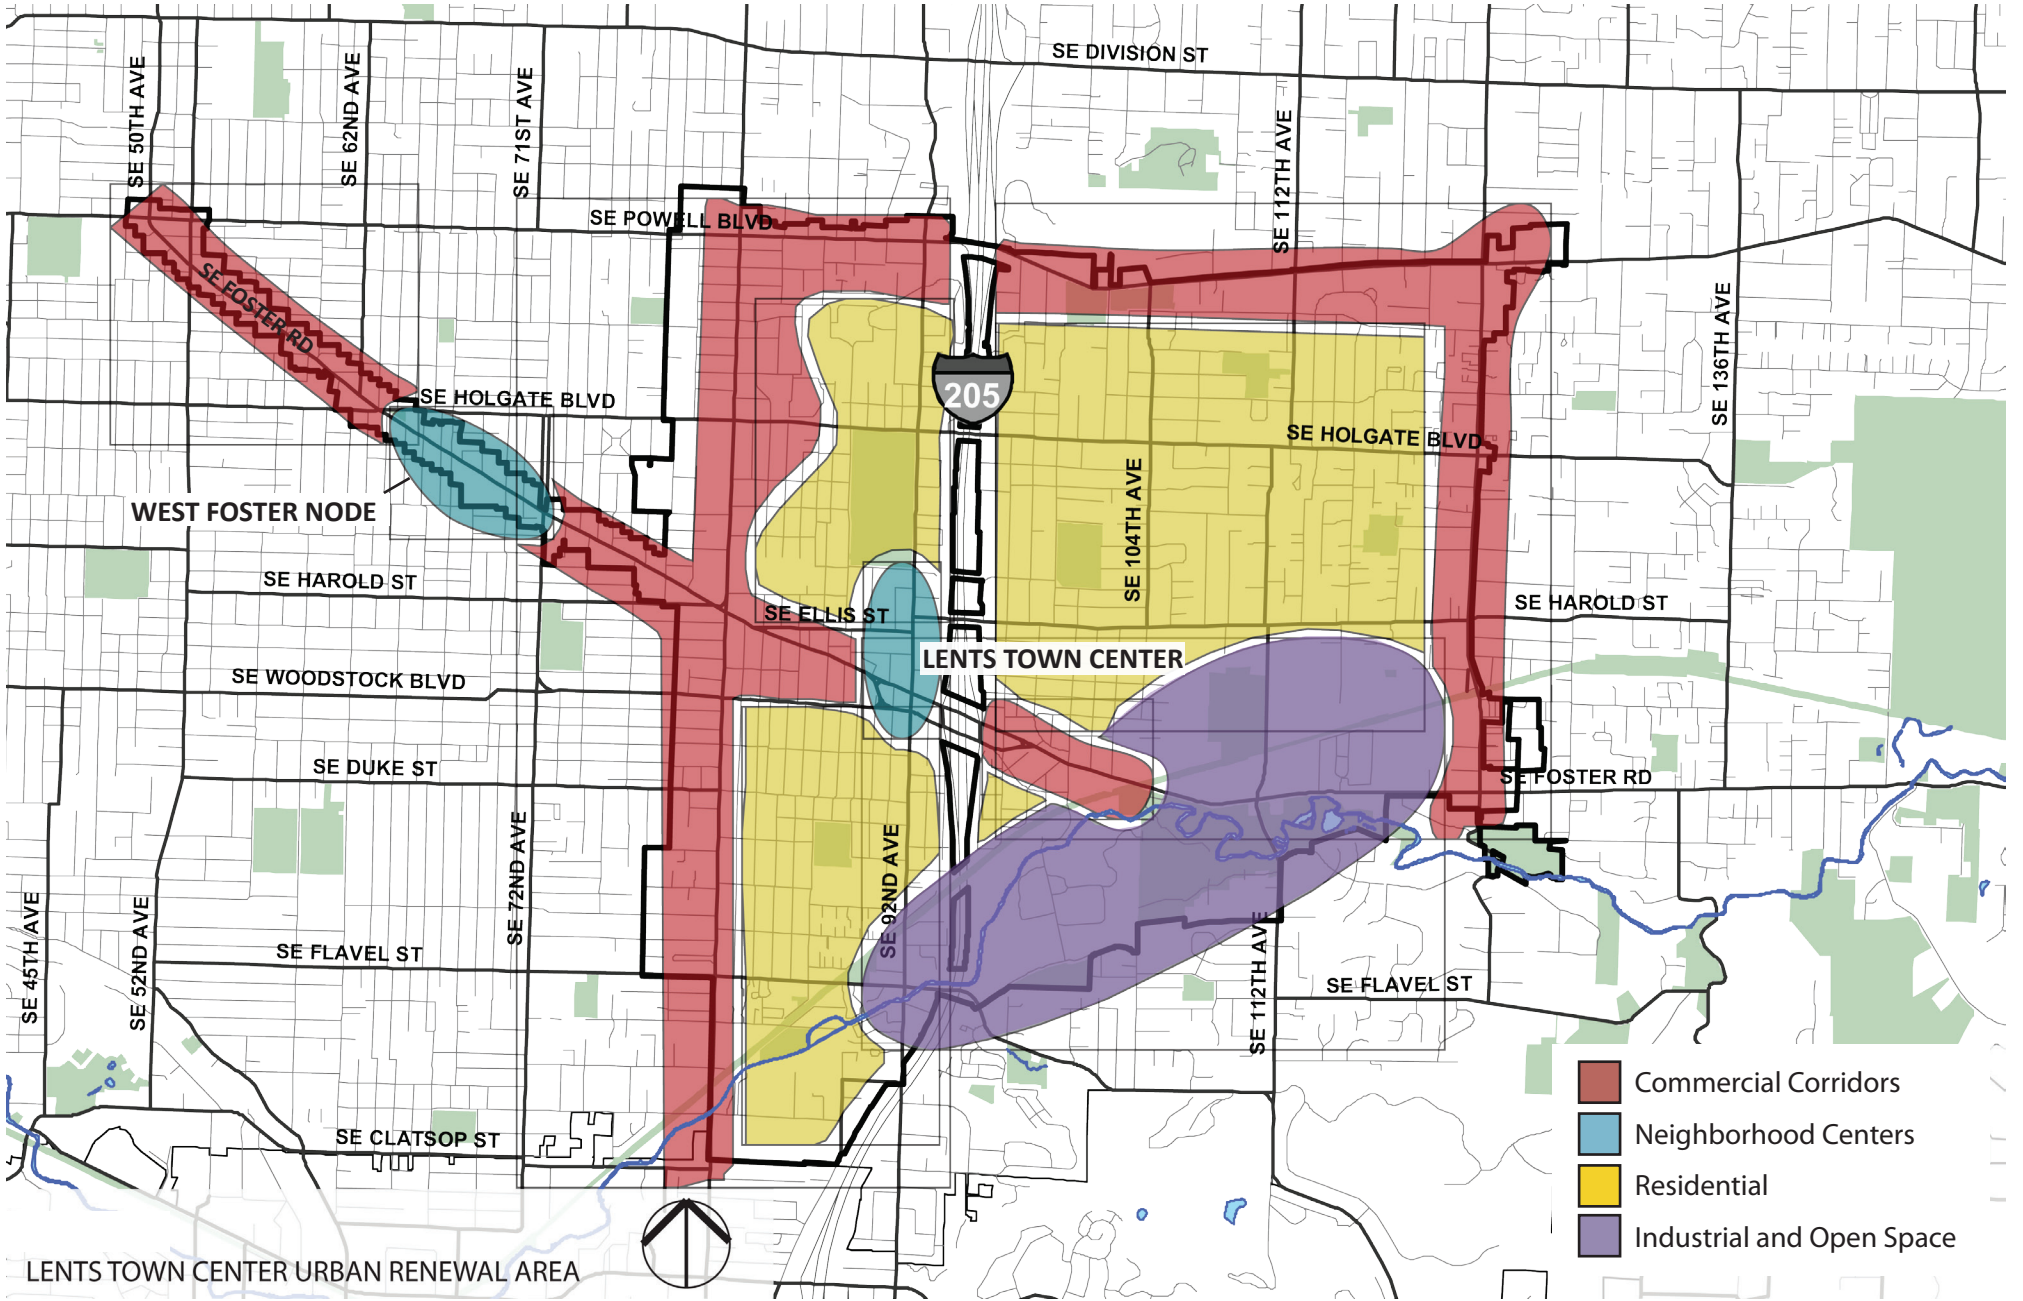 SE DIVISION ST
SE 50TH AVE
SE 62ND AVE
SE 71ST AVE
SE 112TH AVE
SE POWELL BLVD
SE FOSTER RD
SE 136TH AVE
205
SE HOLGATE BLVD
SE HOLGATE BLVD
WEST FOSTER NODE
SE 104TH AVE
SE HAROLD ST
SE ELLIS ST
SE HAROLD ST
LENTS TOWN CENTER
SE WOODSTOCK BLVD
SE DUKE ST
SE FOSTER RD
SE 72ND AVE
SE 92ND AVE
SE 45TH AVE
SE 52ND AVE
SE FLAVEL ST
SE 112TH AVE
SE FLAVEL ST
SE CLATSOP ST
Commercial Corridors
Neighborhood Centers
Residential
Industrial and Open Space
LENTS TOWN CENTER URBAN RENEWAL AREA